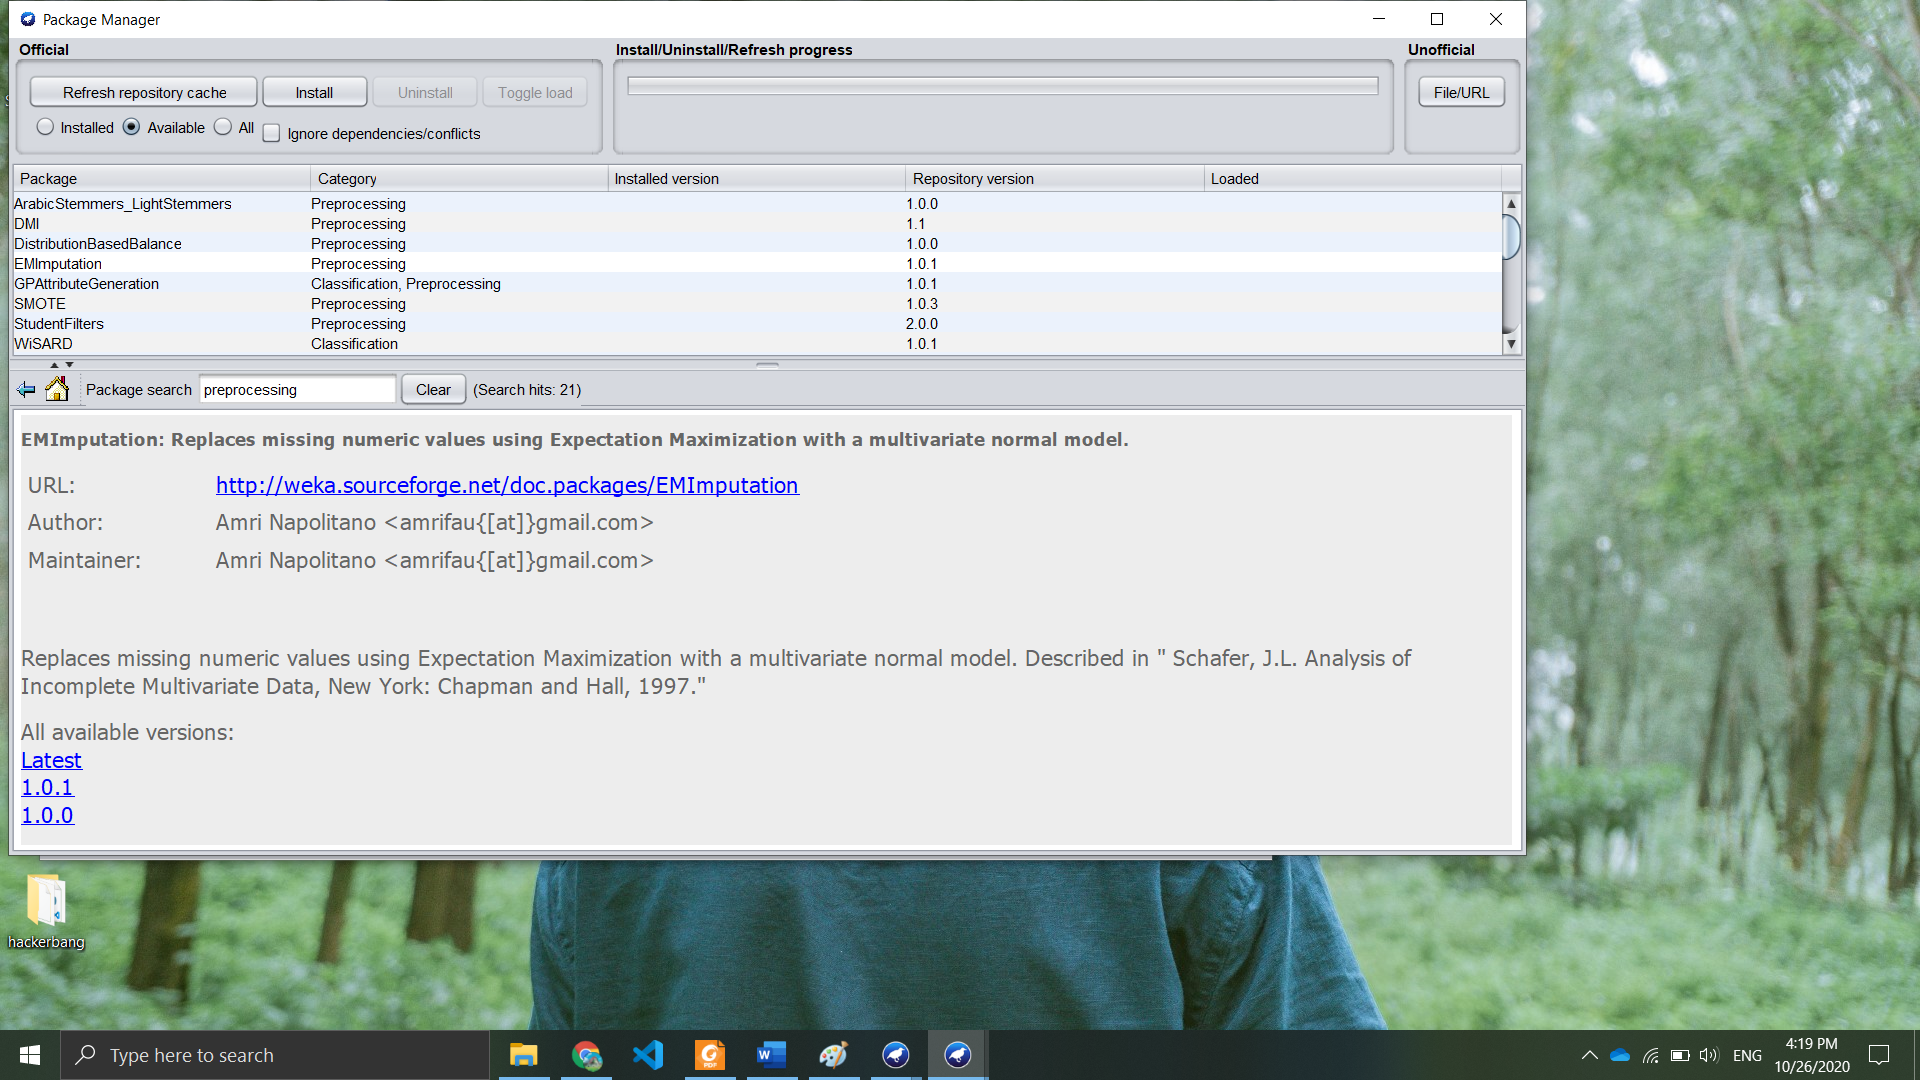 Package Manager
Official
Install/Uninstall/Refresh progress
Unofficial
Refresh repository cache
Install
Uninstall
Toggle load
File/URL
Installed
Available
All
Ignore dependencies/conflicts
Package Category Installed version Repository version Loaded
ArabicStemmers_LightStemmers Preprocessing 1.0.0
DMI Preprocessing 1.1
DistributionBasedBalance Preprocessing 1.0.0
EMImputation Preprocessing 1.0.1
GPAttributeGeneration Classification, Preprocessing 1.0.1
SMOTE Preprocessing 1.0.3
StudentFilters Preprocessing 2.0.0
WiSARD Classification 1.0.1
Package search preprocessing Clear (Search hits: 21)
EMImputation: Replaces missing numeric values using Expectation Maximization with a multivariate normal model.
URL: http://weka.sourceforge.net/doc.packages/EMImputation
Author: Amri Napolitano <amrifau{[at]}gmail.com>
Maintainer: Amri Napolitano <amrifau{[at]}gmail.com>
Replaces missing numeric values using Expectation Maximization with a multivariate normal model. Described in " Schafer, J.L. Analysis of
Incomplete Multivariate Data, New York: Chapman and Hall, 1997."
All available versions:
Latest
1.0.1
1.0.0
hackerbang
Type here to search
PDF
W
ENG
4:19 PM
10/26/2020